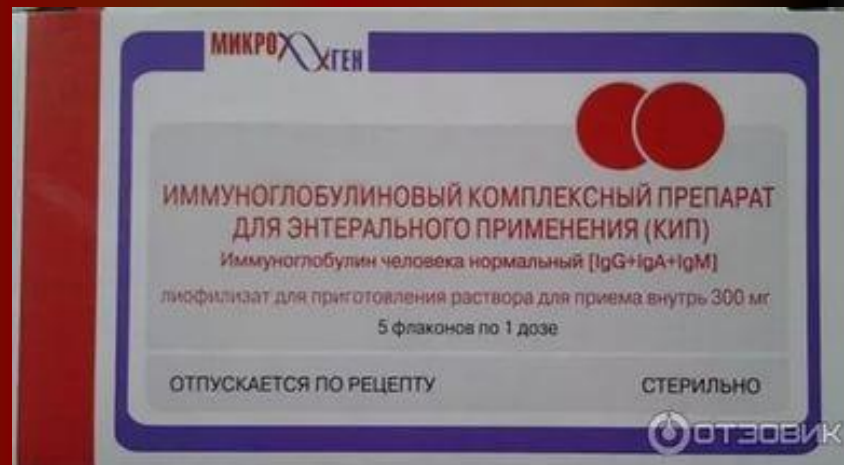 МИКРОГЕН
ИММУНОГЛОБУЛИНОВЫЙ КОМПЛЕКСНЫЙ ПРЕПАРАТ
ДЛЯ ЭНТЕРАЛЬНОГО ПРИМЕНЕНИЯ (КИП)
Иммуноглобулин человека нормальный [IgG+IgA+IgM]
лиофилизат для приготовления раствора для приема внутрь 300 мг
5 флаконов по 1 дозе
ОТПУСКАЕТСЯ ПО РЕЦЕПТУ СТЕРИЛЬНО
ОТЗОВИК